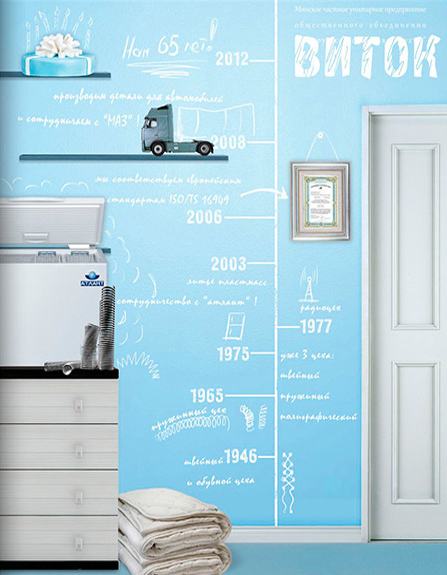 Минское частное унитарное предприятие
общественного объединения
ВИТОК
Нам 65 лет!
2012
производим детали для автомобилей
и сотрудничаем с "МАЗ" !
2008
мы соответствуем европейским
стандартам ISO/TS 16949
2006
2003
литье пластмасс
сотрудничество с "атлант" !
АТЛАНТ
радиоцех
1977
1975
уже 3 цеха:
швейный
пружинный
полиграфический
1965
пружинный цех
швейный 1946
и обувной цеха